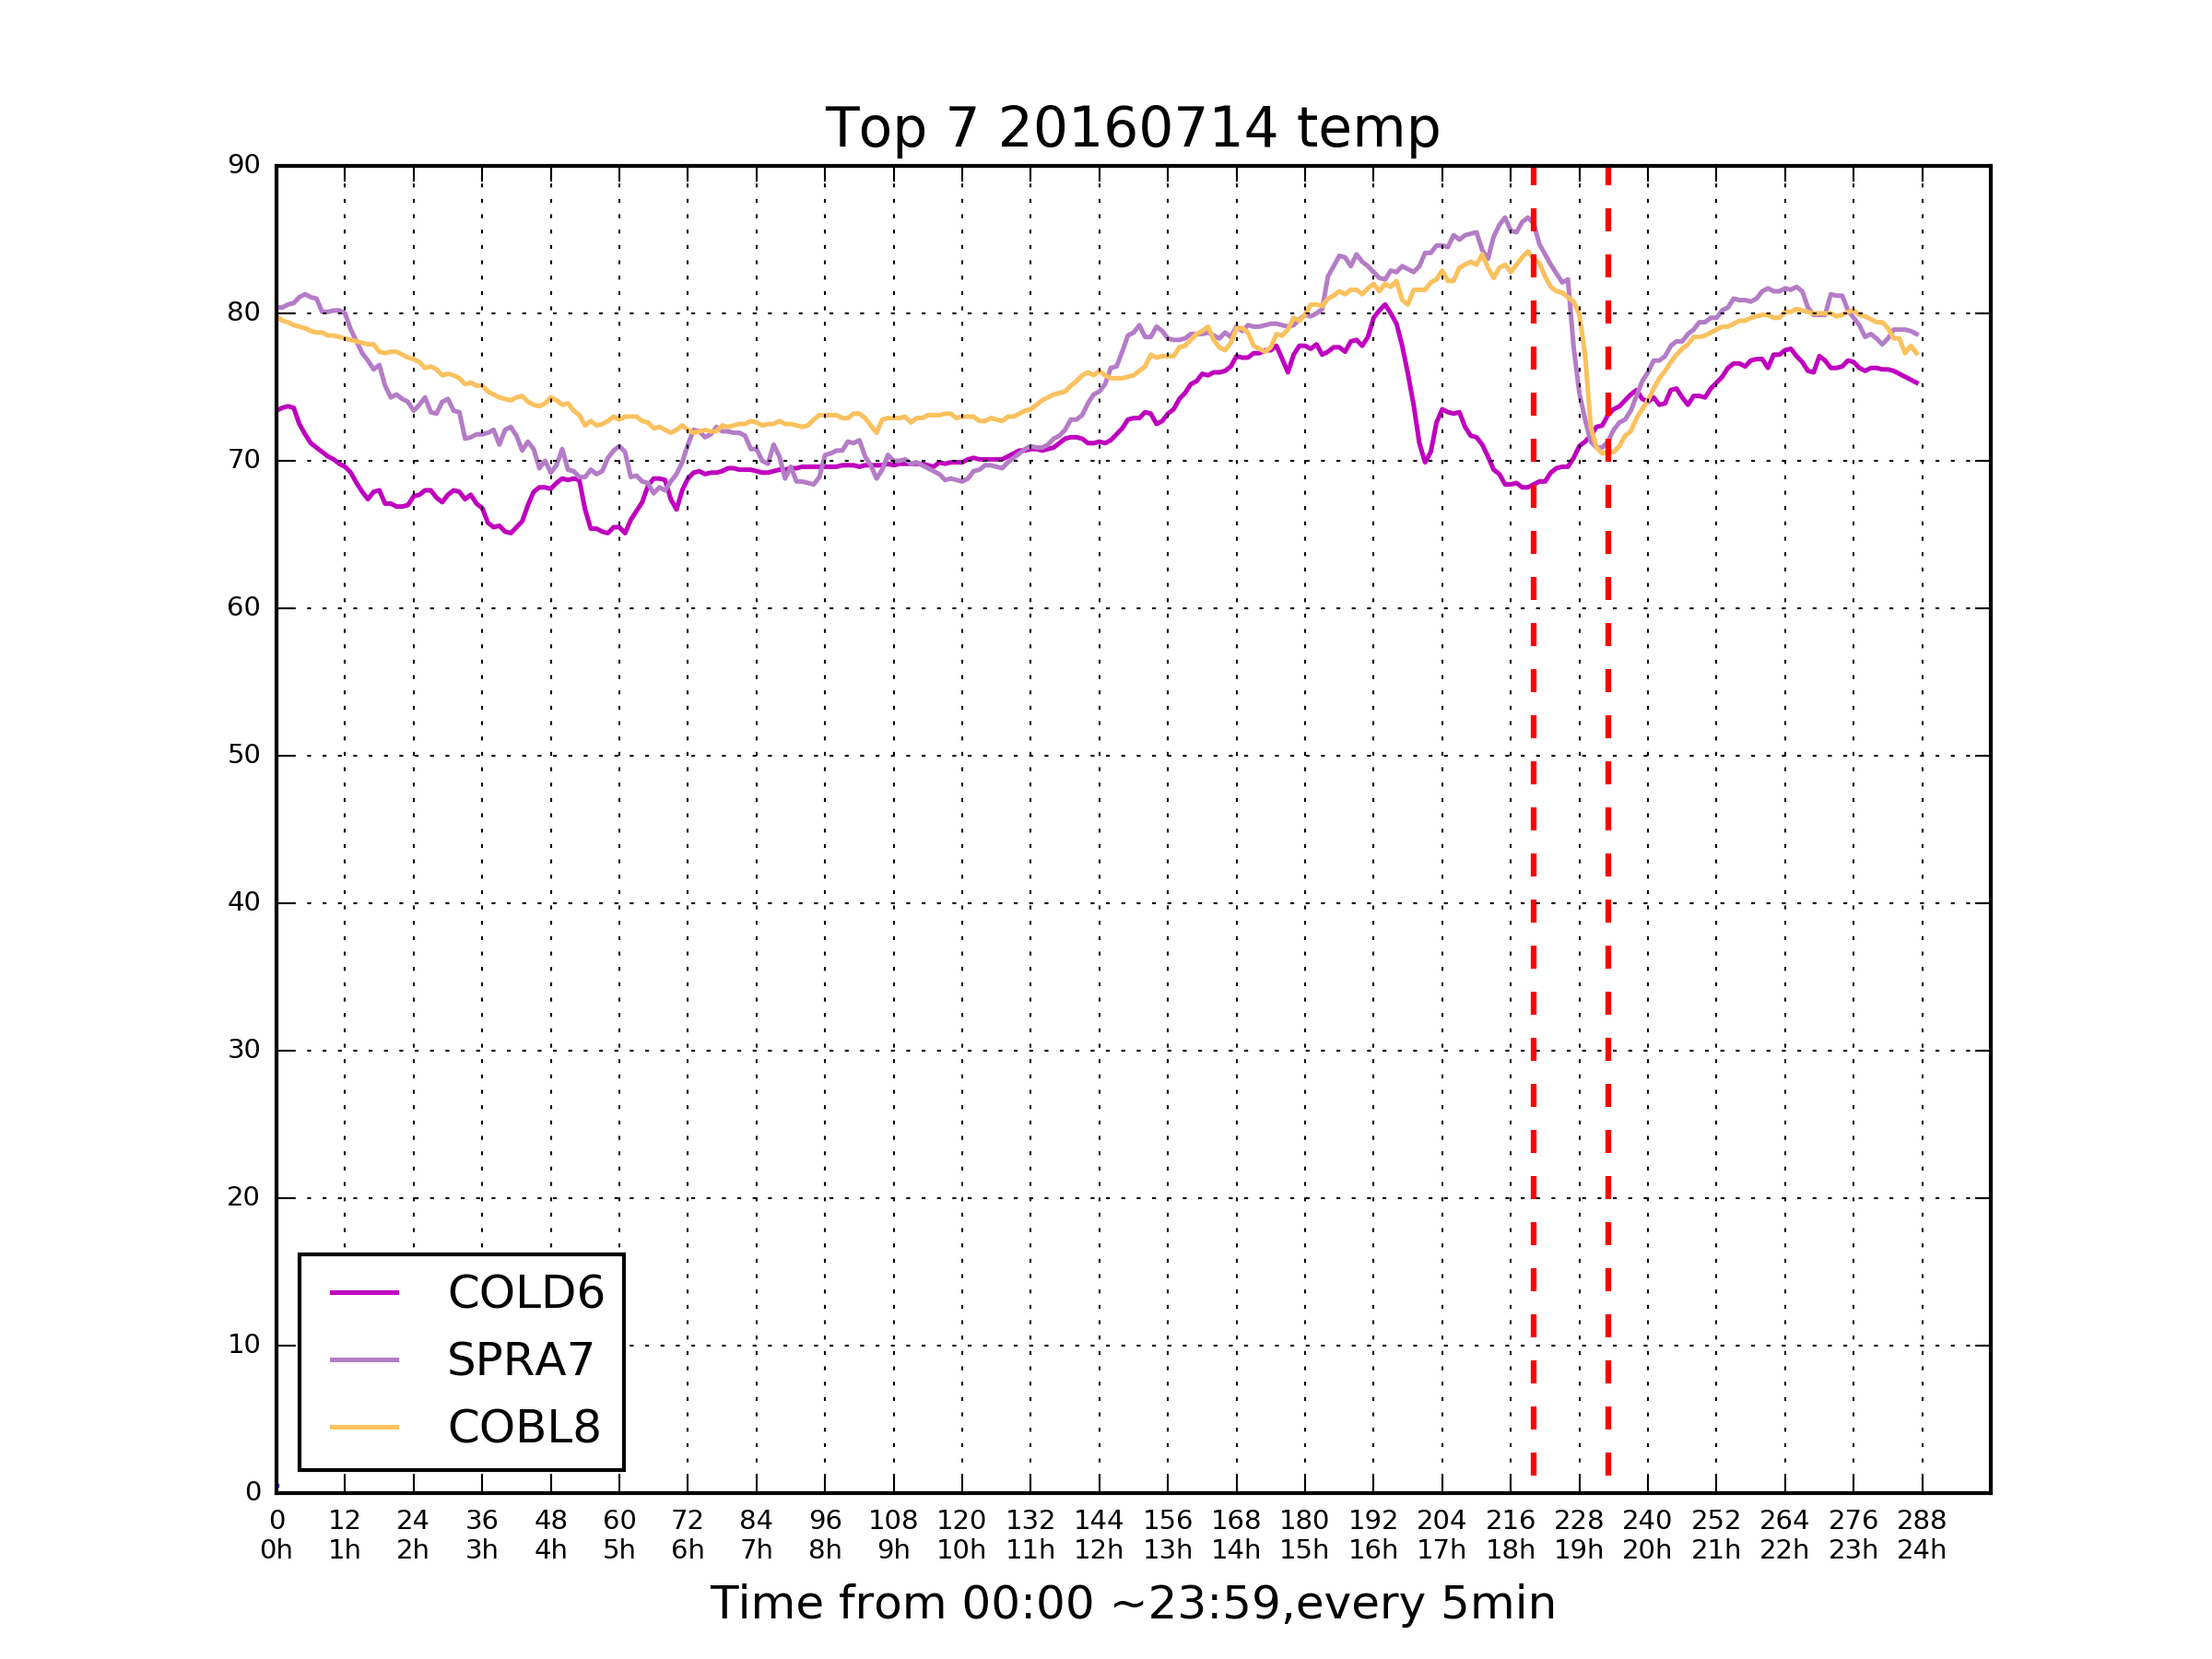 Top 7 20160714 temp
90
80
70
60
50
40
30
20
10
0
COLD6
SPRA7
COBL8
0 12 24 36 48 60 72 84 96 108 120 132 144 156 168 180 192 204 216 228 240 252 264 276 288
0h 1h 2h 3h 4h 5h 6h 7h 8h 9h 10h 11h 12h 13h 14h 15h 16h 17h 18h 19h 20h 21h 22h 23h 24h
Time from 00:00 ~23:59,every 5min